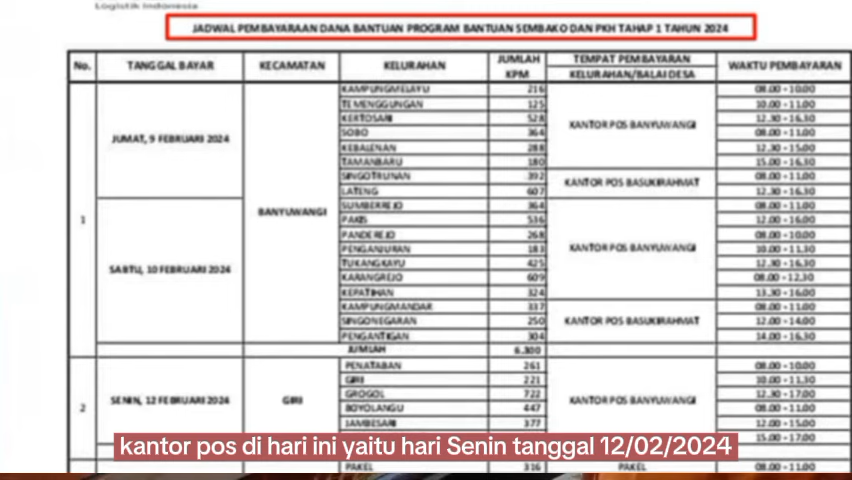 Logistik Indonesia
JADWAL PEMBAYARAAN DANA BANTUAN PROGRAM BANTUAN SEMBAKO DAN PKH TAHAP 1 TAHUN 2024
No. TANGGAL BAYAR KECAMATAN KELURAHAN JUMLAH KPM TEMPAT PEMBAYARAN KELURAHAN/BALAI DESA WAKTU PEMBAYARAN
1 JUMAT, 9 FEBRUARI 2024 BANYUWANGI KAMPUNGMELAYU 216 KANTOR POS BANYUWANGI 08.00 - 10.00
TEMENGGUNGAN 125 10.00 - 11.00
KERTOSARI 528 12.30 - 16.30
SOBO 364 08.00 - 11.00
KEBALENAN 288 12.30 - 15.00
TAMANBARU 180 15.00 - 16.30
SINGOTRUNAN 392 KANTOR POS BASUKIRAHMAT 08.00 - 11.00
LATENG 607 12.30 - 16.30
SABTU, 10 FEBRUARI 2024 SUMBERREJO 364 KANTOR POS BANYUWANGI 08.00 - 11.00
PAKIS 536 12.00 - 16.00
PANDEREJO 268 08.00 - 10.00
PENGANJURAN 183 10.00 - 11.30
TUKANGKAYU 425 12.30 - 16.30
KARANGREJO 609 08.00 - 12.30
KEPATIHAN 324 13.30 - 16.00
KAMPUNGMANDAR 337 KANTOR POS BASUKIRAHMAT 08.00 - 11.00
SINGONEGARAN 250 12.00 - 14.00
PENGANTIGAN 304 14.00 - 16.30
JUMLAH 6.300
2 SENIN, 12 FEBRUARI 2024 GIRI PENATABAN 261 KANTOR POS BANYUWANGI 08.00 - 10.00
GIRI 221 10.00 - 11.30
GROGOL 722 12.30 - 17.00
BOYOLANGU 447 08.00 - 11.00
JAMBESARI 377 12.00 - 15.00
15.00 - 17.00
kantor pos di hari ini yaitu hari Senin tanggal 12/02/2024
PAKEL 316 PAKEL 08.00 - 11.00